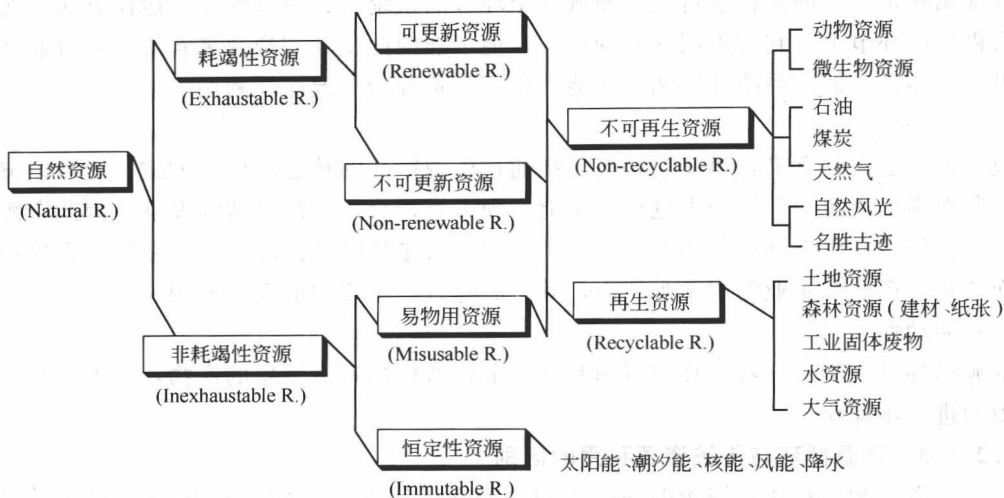 自然资源
(Natural R.)
耗竭性资源
(Exhaustable R.)
非耗竭性资源
(Inexhaustable R.)
可更新资源
(Renewable R.)
不可更新资源
(Non-renewable R.)
易物用资源
(Misusable R.)
恒定性资源
(Immutable R.)
不可再生资源
(Non-recyclable R.)
再生资源
(Recyclable R.)
动物资源
微生物资源
石油
煤炭
天然气
自然风光
名胜古迹
土地资源
森林资源(建材、纸张)
工业固体废物
水资源
大气资源
太阳能、潮汐能、核能、风能、降水